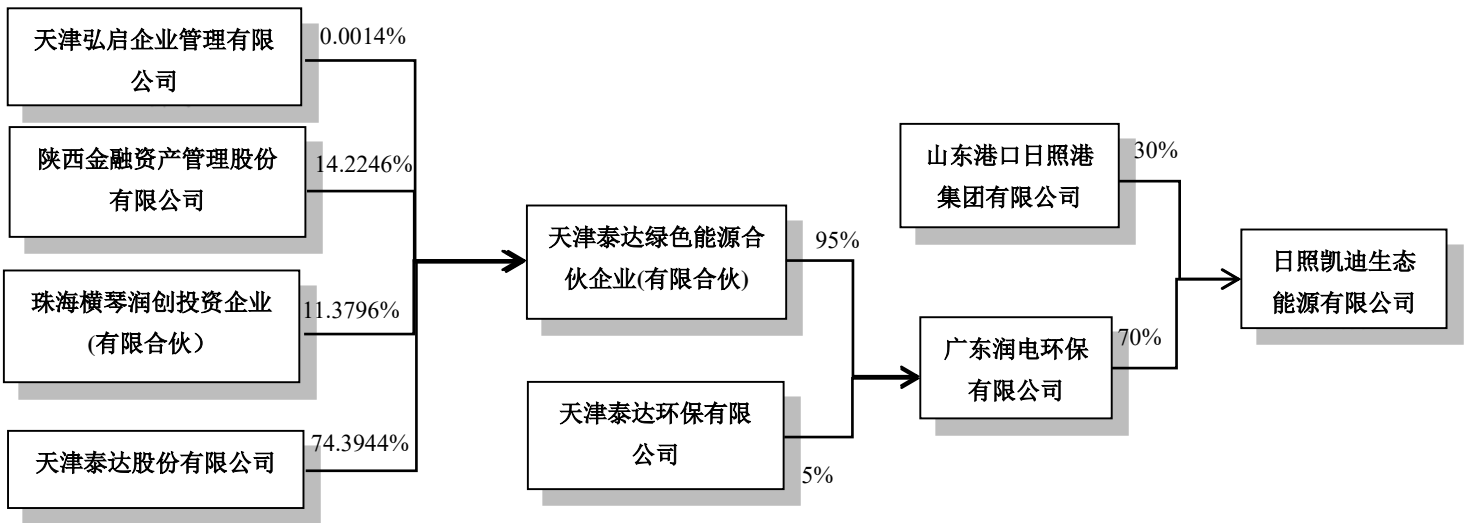 天津弘启企业管理有限
公司
0.0014%
陕西金融资产管理股份
有限公司
14.2246%
珠海横琴润创投资企业
(有限合伙）
11.3796%
天津泰达股份有限公司
74.3944%
天津泰达绿色能源合
伙企业(有限合伙)
95%
天津泰达环保有限
公司
5%
山东港口日照港
集团有限公司
30%
广东润电环保
有限公司
70%
日照凯迪生态
能源有限公司